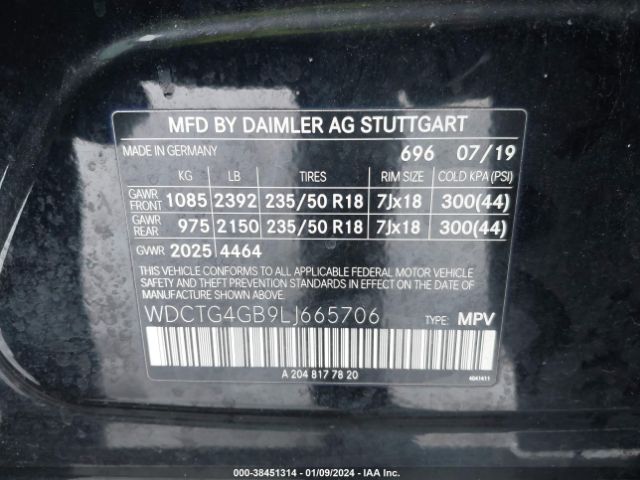 MFD BY DAIMLER AG STUTTGART
MADE IN GERMANY 696 07/19
KG LB TIRES RIM SIZE COLD KPA(PSI)
GAWR FRONT 1085 2392 235/50 R18 7Jx18 300(44)
GAWR REAR 975 2150 235/50 R18 7Jx18 300(44)
GVWR 2025 4464
THIS VEHICLE CONFORMS TO ALL APPLICABLE FEDERAL MOTOR VEHICLE
SAFETY AND THEFT PREVENTION STANDARDS IN EFFECT ON THE DATE
OF MANUFACTURE SHOWN ABOVE.
WDCTG4GB9LJ665706 TYPE: MPV
A 204 817 78 20 4041411
000-38451314 - 01/09/2024 - IAA Inc.